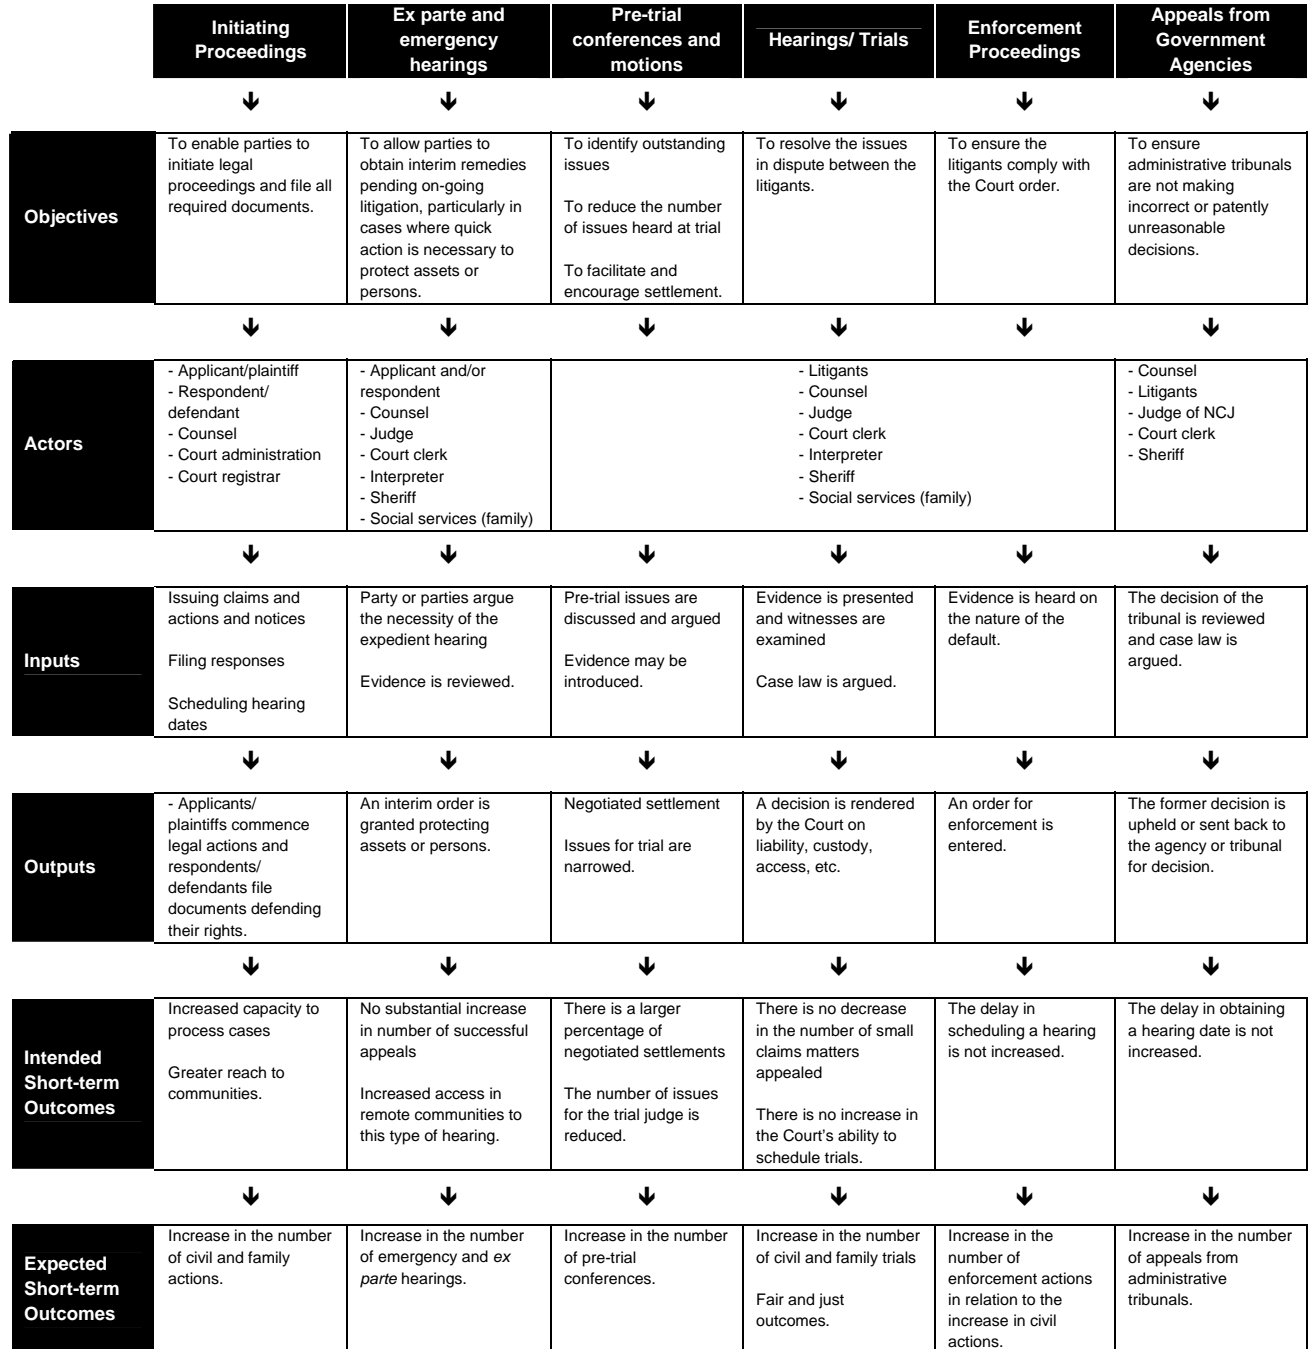 Initiating
Proceedings
Ex parte and
emergency
hearings
Pre-trial
conferences and
motions
Hearings/ Trials
Enforcement
Proceedings
Appeals from
Government
Agencies
Objectives
To enable parties to
initiate legal
proceedings and file all
required documents.
To allow parties to
obtain interim remedies
pending on-going
litigation, particularly in
cases where quick
action is necessary to
protect assets or
persons.
To identify outstanding
issues
To reduce the number
of issues heard at trial
To facilitate and
encourage settlement.
To resolve the issues
in dispute between the
litigants.
To ensure the
litigants comply with
the Court order.
To ensure
administrative tribunals
are not making
incorrect or patently
unreasonable
decisions.
Actors
- Applicant/plaintiff
- Respondent/
defendant
- Counsel
- Court administration
- Court registrar
- Applicant and/or
respondent
- Counsel
- Judge
- Court clerk
- Interpreter
- Sheriff
- Social services (family)
- Litigants
- Counsel
- Judge
- Court clerk
- Interpreter
- Sheriff
- Social services (family)
- Counsel
- Litigants
- Judge of NCJ
- Court clerk
- Sheriff
Inputs
Issuing claims and
actions and notices
Filing responses
Scheduling hearing
dates
Party or parties argue
the necessity of the
expedient hearing
Evidence is reviewed.
Pre-trial issues are
discussed and argued
Evidence may be
introduced.
Evidence is presented
and witnesses are
examined
Case law is argued.
Evidence is heard on
the nature of the
default.
The decision of the
tribunal is reviewed
and case law is
argued.
Outputs
- Applicants/
plaintiffs commence
legal actions and
respondents/
defendants file
documents defending
their rights.
An interim order is
granted protecting
assets or persons.
Negotiated settlement
Issues for trial are
narrowed.
A decision is rendered
by the Court on
liability, custody,
access, etc.
An order for
enforcement is
entered.
The former decision is
upheld or sent back to
the agency or tribunal
for decision.
Intended
Short-term
Outcomes
Increased capacity to
process cases
Greater reach to
communities.
No substantial increase
in number of successful
appeals
Increased access in
remote communities to
this type of hearing.
There is a larger
percentage of
negotiated settlements
The number of issues
for the trial judge is
reduced.
There is no decrease
in the number of small
claims matters
appealed
There is no increase in
the Court's ability to
schedule trials.
The delay in
scheduling a hearing
is not increased.
The delay in obtaining
a hearing date is not
increased.
Expected
Short-term
Outcomes
Increase in the number
of civil and family
actions.
Increase in the number
of emergency and ex
parte hearings.
Increase in the number
of pre-trial
conferences.
Increase in the number
of civil and family trials
Fair and just
outcomes.
Increase in the
number of
enforcement actions
in relation to the
increase in civil
actions.
Increase in the number
of appeals from
administrative
tribunals.